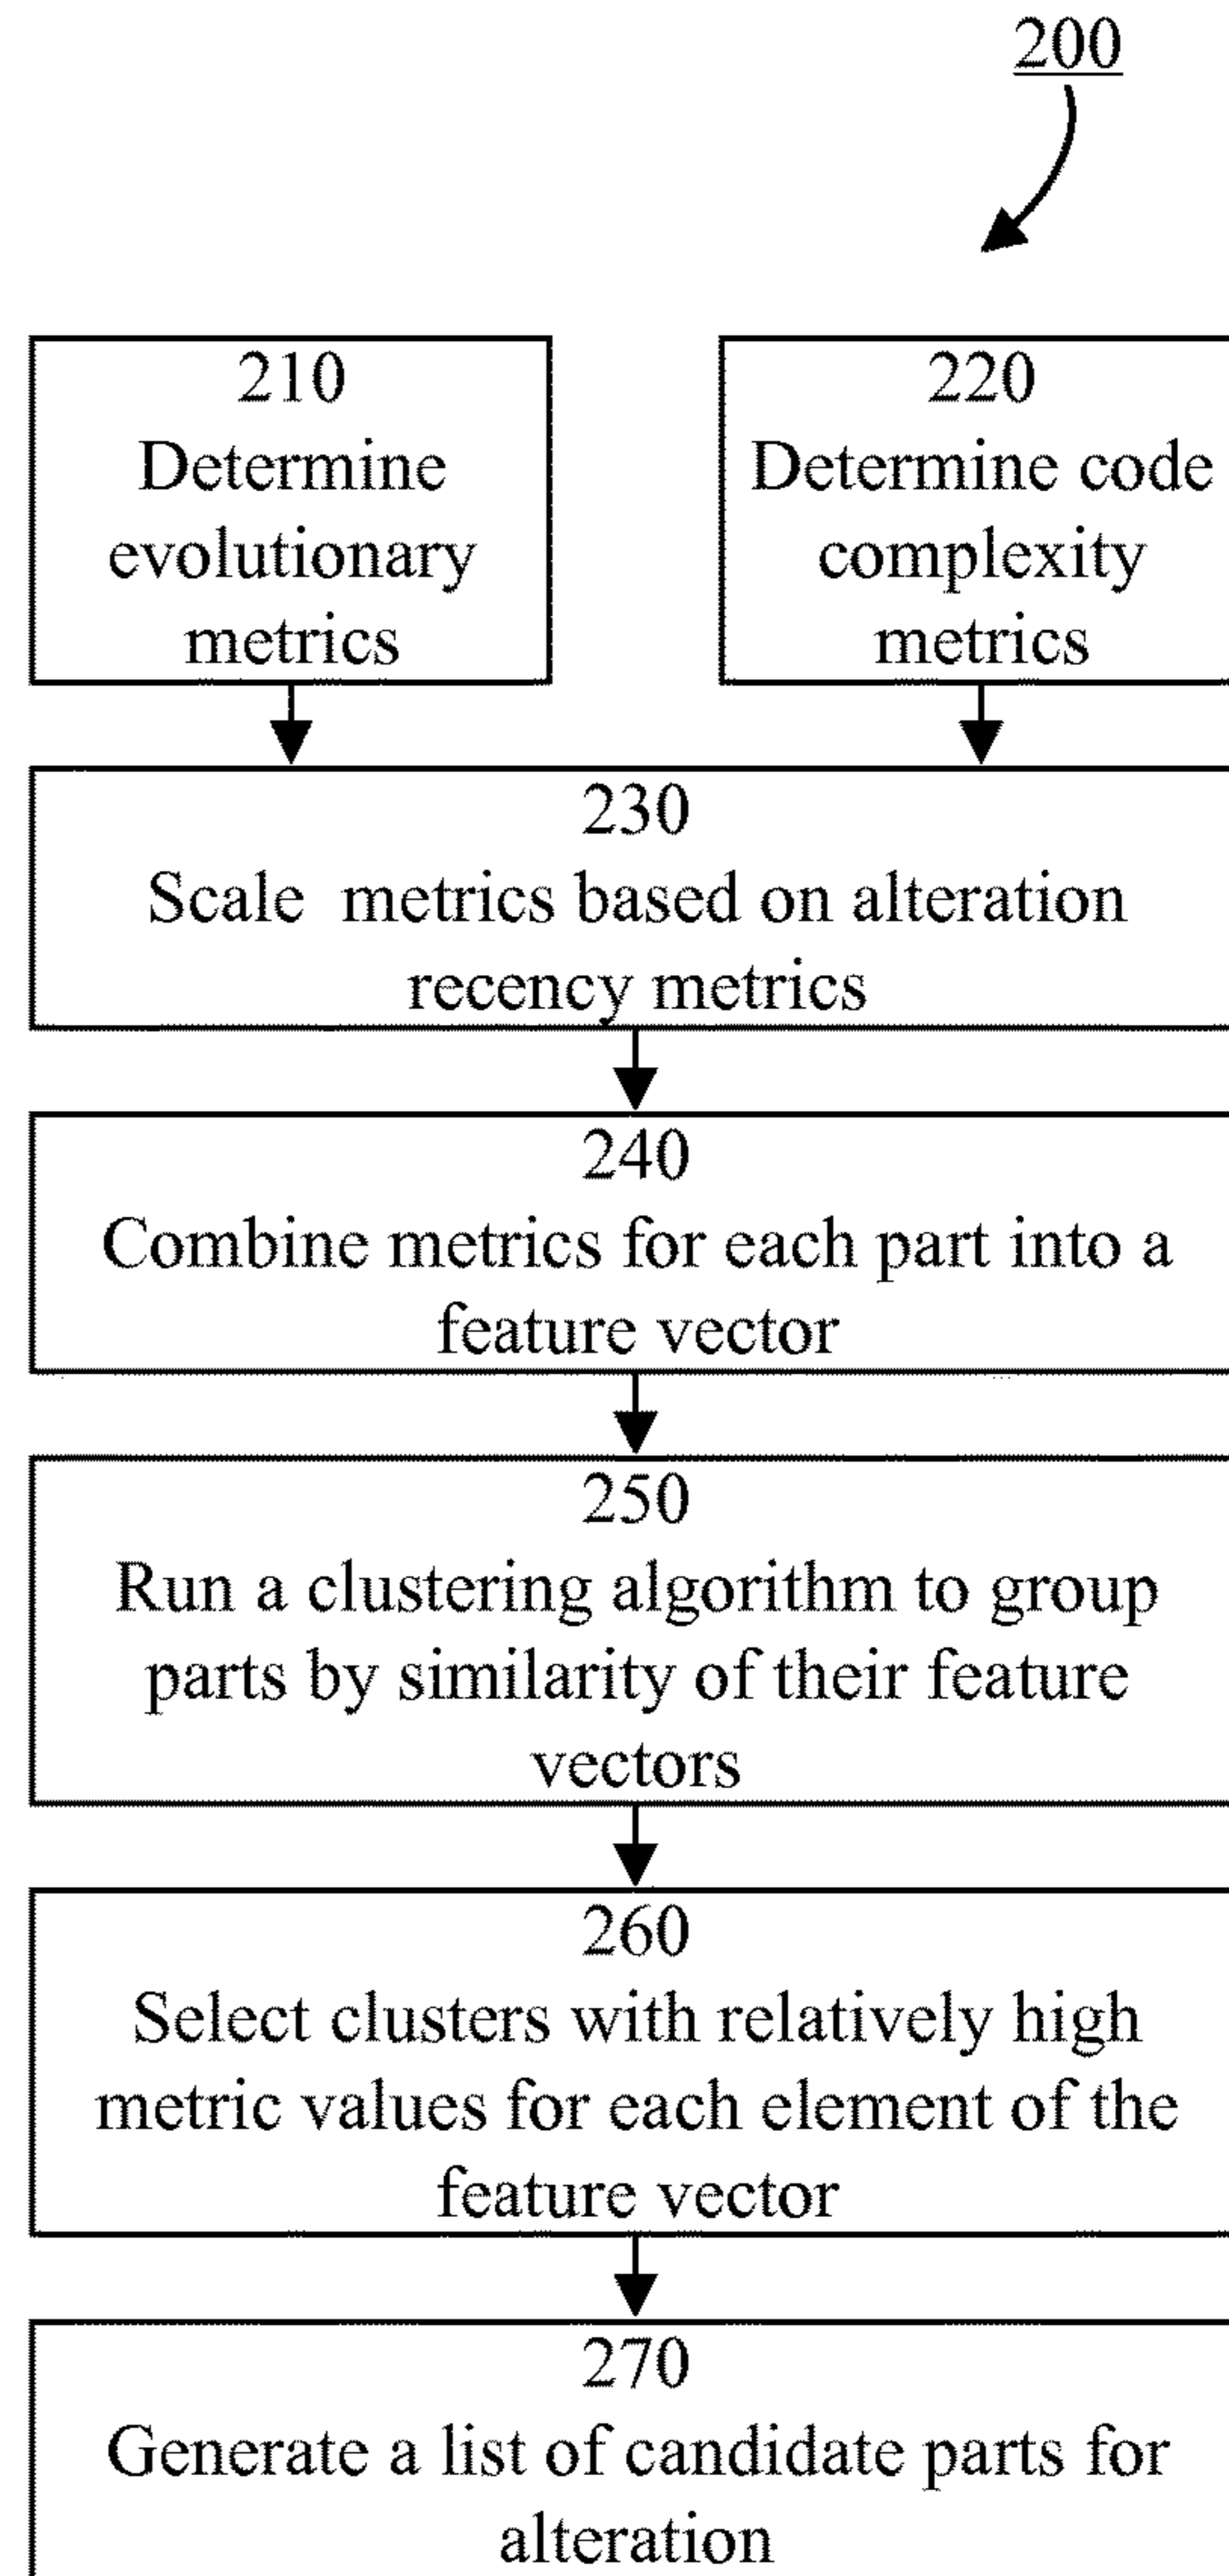 200
210
Determine
evolutionary
metrics
220
Determine code
complexity
metrics
230
Scale metrics based on alteration
recency metrics
240
Combine metrics for each part into a
feature vector
250
Run a clustering algorithm to group
parts by similarity of their feature
vectors
260
Select clusters with relatively high
metric values for each element of the
feature vector
270
Generate a list of candidate parts for
alteration